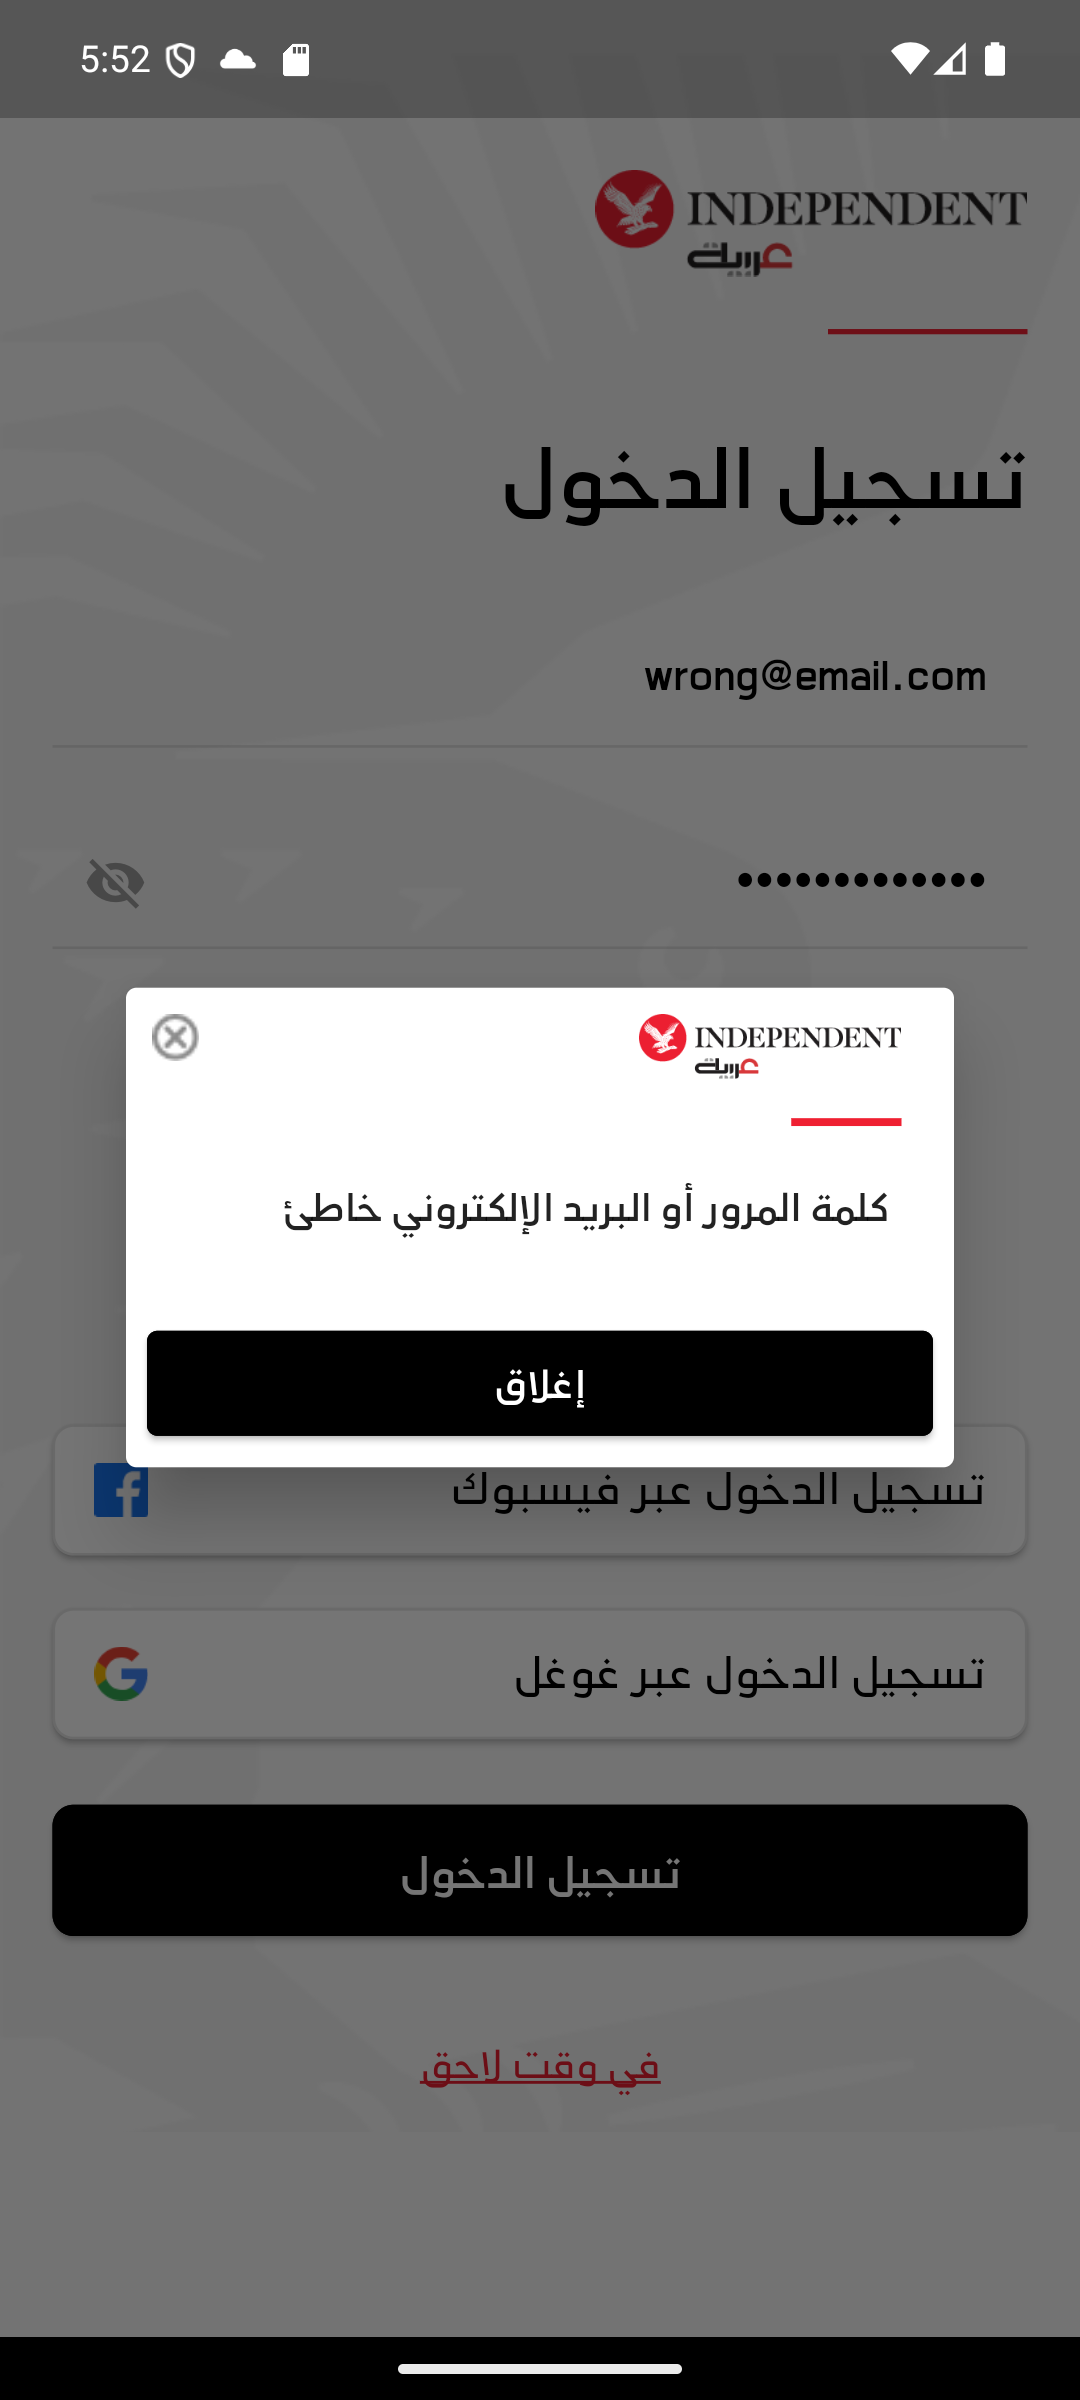 5:52
INDEPENDENT
عربية
تسجيل الدخول
wrong@email.com
•••••••••••••
INDEPENDENT
عربية
كلمة المرور أو البريد الإلكتروني خاطئ
إغلاق
تسجيل الدخول عبر فيسبوك
تسجيل الدخول عبر غوغل
تسجيل الدخول
في وقت لاحق